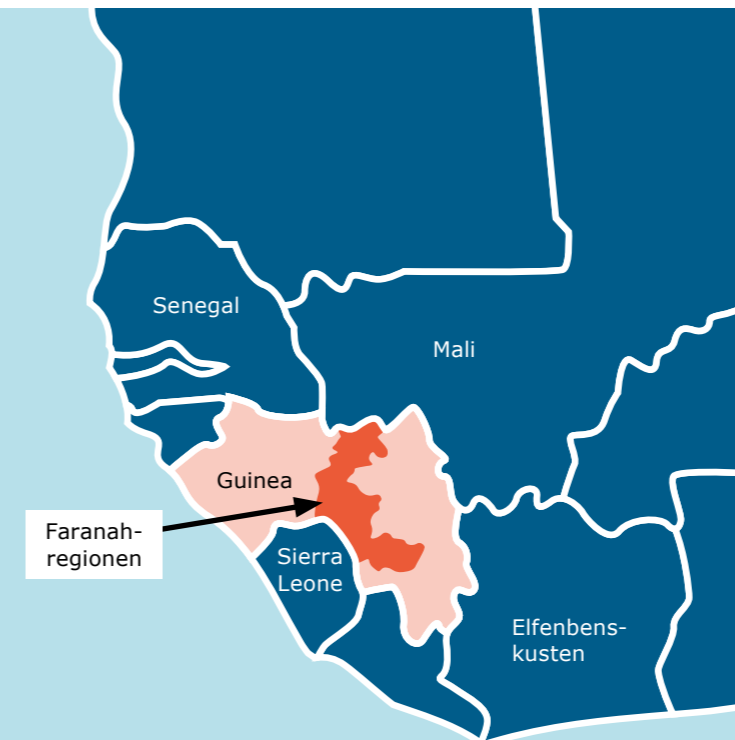 Senegal
Mali
Guinea
Faranah-
regionen
Sierra
Leone
Elfenbens-
kusten